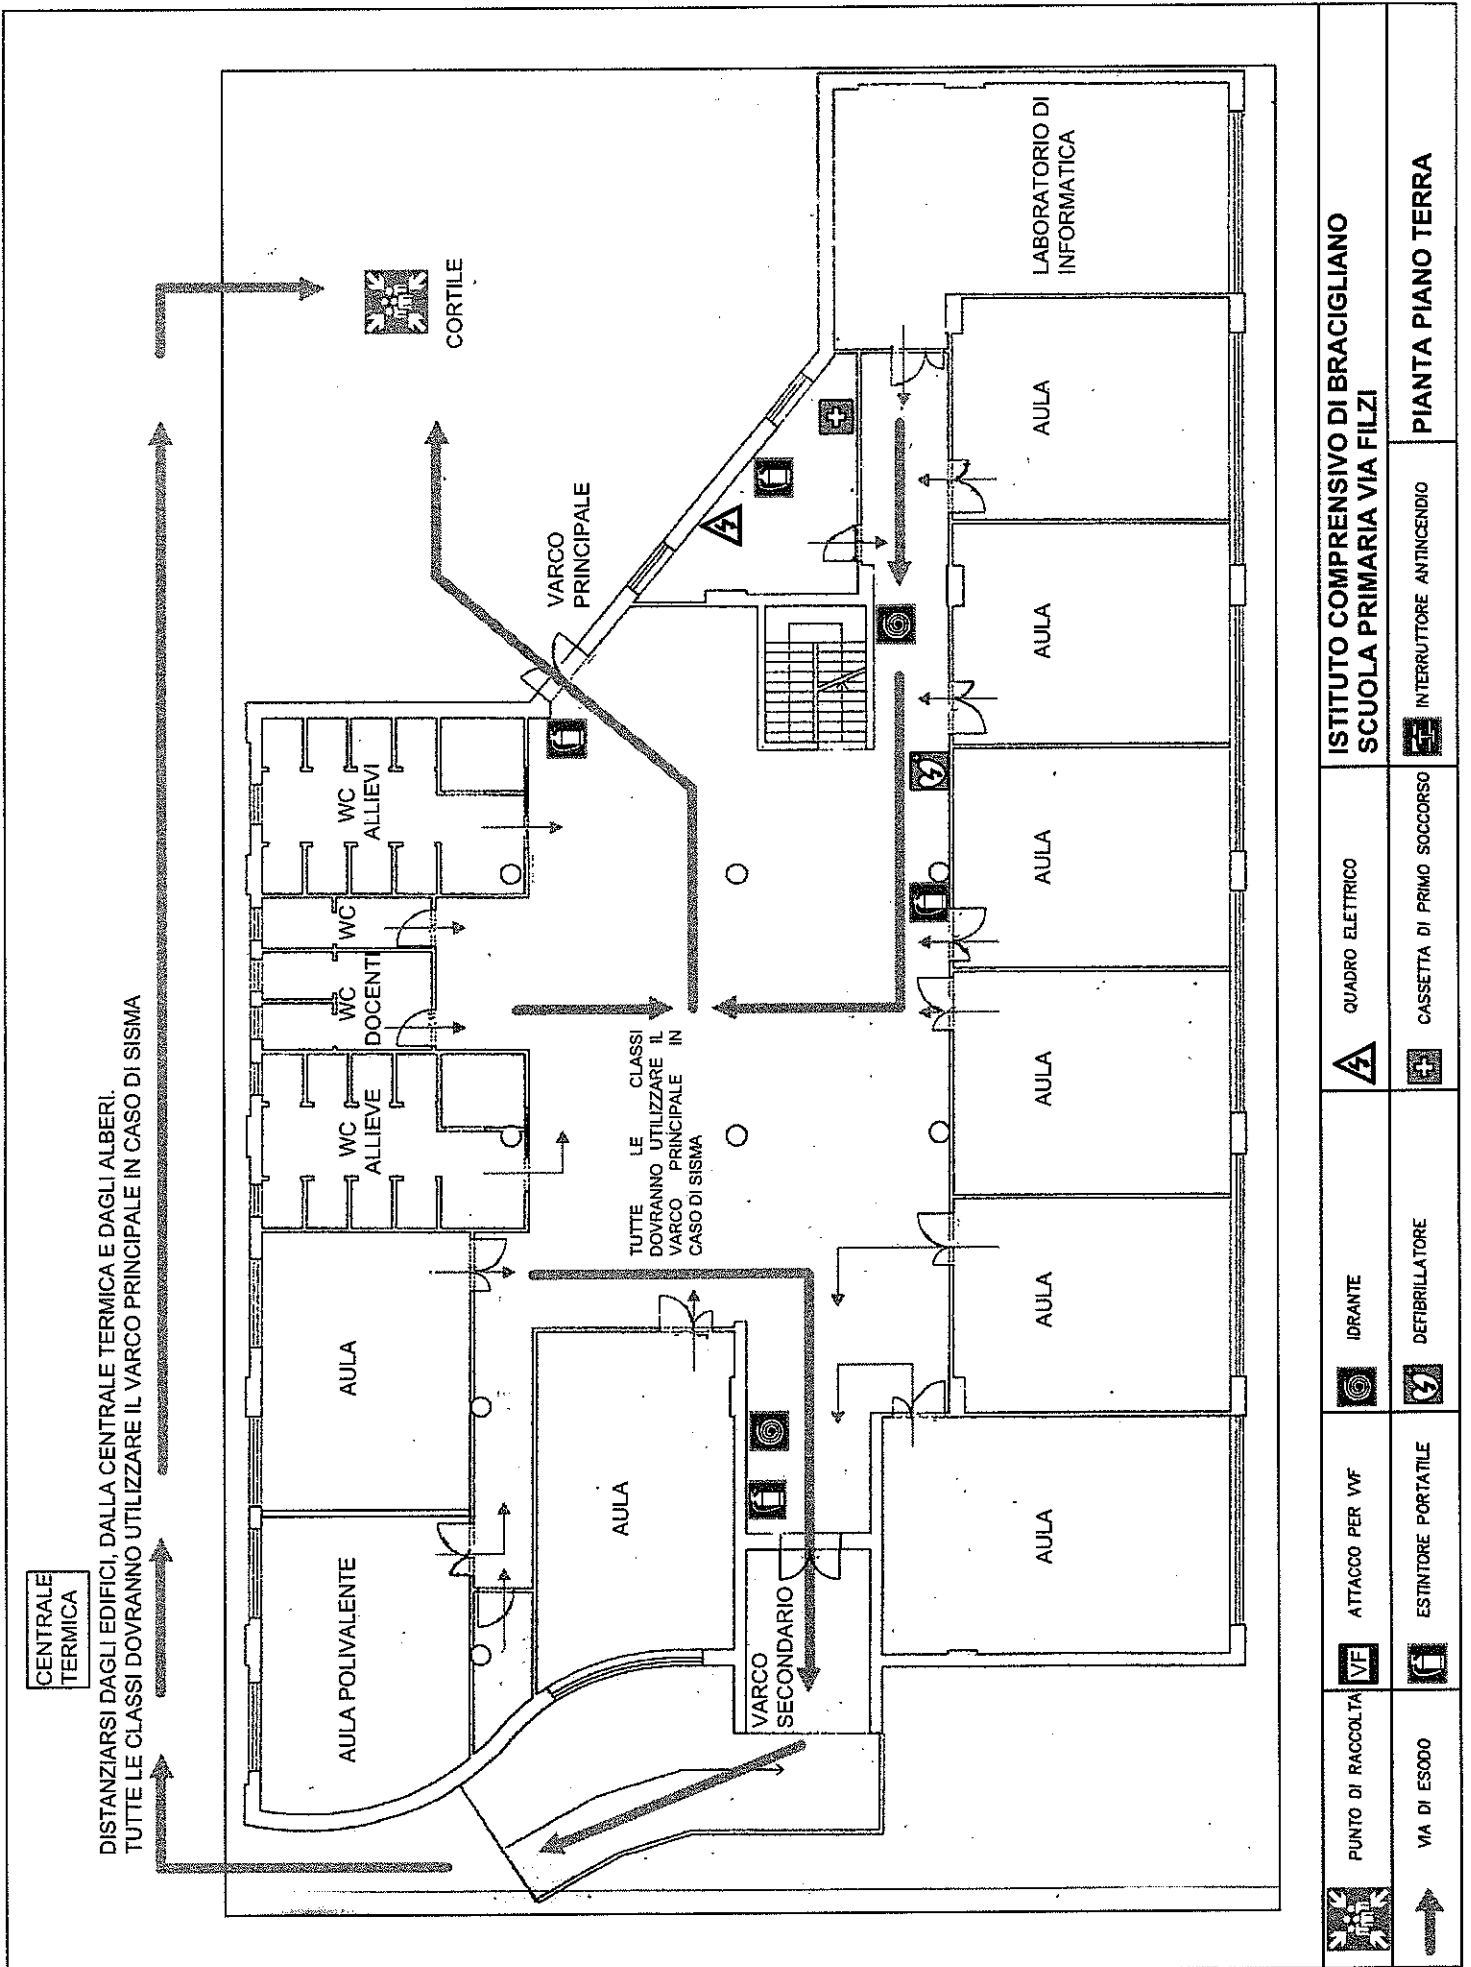 CENTRALE
TERMICA
DISTANZIARSI DAGLI EDIFICI, DALLA CENTRALE TERMICA E DAGLI ALBERI.
TUTTE LE CLASSI DOVRANNO UTILIZZARE IL VARCO PRINCIPALE IN CASO DI SISMA
CORTILE
AULA POLIVALENTE
AULA
WC
ALLIEVE
WC
DOCENTI
WC
WC
ALLIEVI
VARCO
PRINCIPALE
TUTTE LE CLASSI
DOVRANNO UTILIZZARE IL
VARCO PRINCIPALE IN
CASO DI SISMA
AULA
VARCO
SECONDARIO
AULA
AULA
AULA
AULA
AULA
AULA
LABORATORIO DI
INFORMATICA
PUNTO DI RACCOLTA
VF
ATTACCO PER VVF
IDRANTE
QUADRO ELETTRICO
ISTITUTO COMPRENSIVO DI BRACIGLIANO
SCUOLA PRIMARIA VIA FILZI
VIA DI ESODO
ESTINTORE PORTATILE
DEFIBRILLATORE
CASSETTA DI PRIMO SOCCORSO
INTERRUTTORE ANTINCENDIO
PIANTA PIANO TERRA